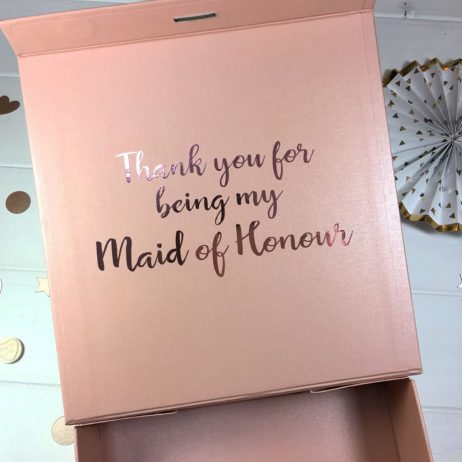 Thank you for
being my
Maid of Honour